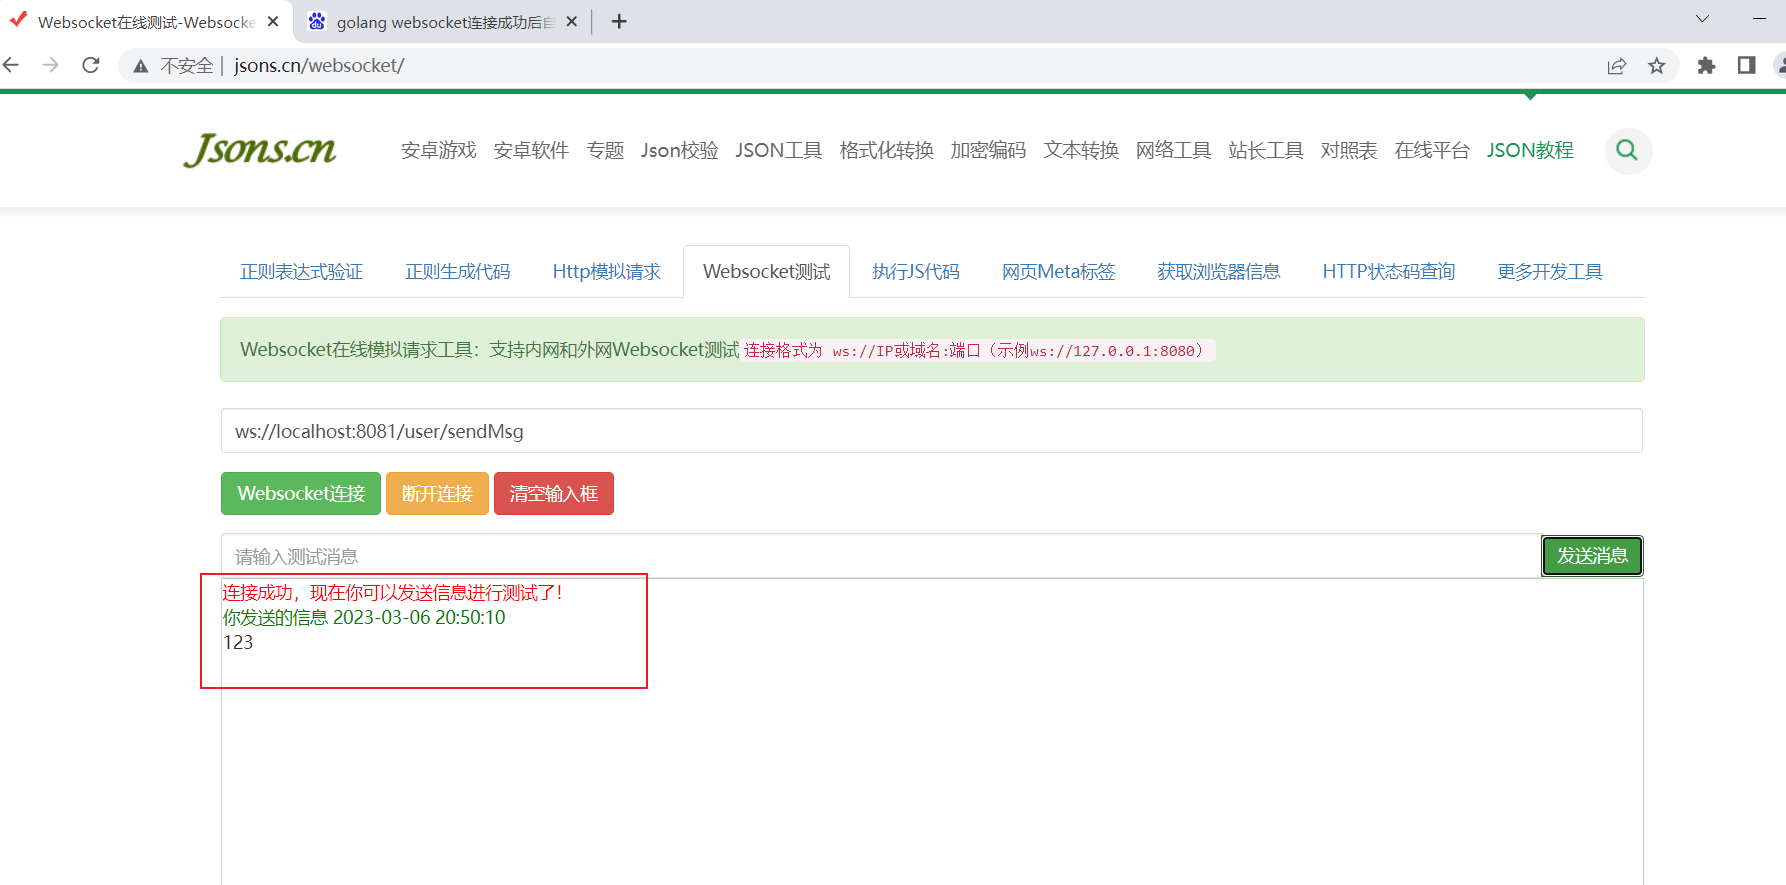 Websocket在线测试-Websocke
golang websocket连接成功后自
不安全 | jsons.cn/websocket/
Jsons.cn
安卓游戏 安卓软件 专题 Json校验 JSON工具 格式化转换 加密编码 文本转换 网络工具 站长工具 对照表 在线平台 JSON教程
正则表达式验证 正则生成代码 Http模拟请求 Websocket测试 执行JS代码 网页Meta标签 获取浏览器信息 HTTP状态码查询 更多开发工具
Websocket在线模拟请求工具：支持内网和外网Websocket测试 连接格式为 ws://IP或域名:端口（示例ws://127.0.0.1:8080）
ws://localhost:8081/user/sendMsg
Websocket连接 断开连接 清空输入框
请输入测试消息 发送消息
连接成功，现在你可以发送信息进行测试了！
你发送的信息 2023-03-06 20:50:10
123